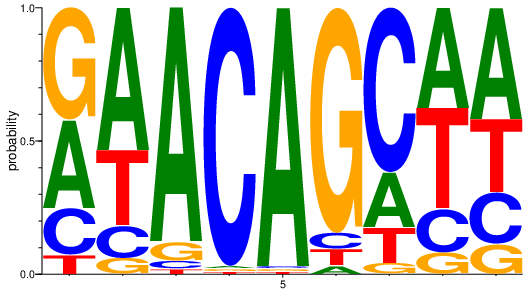 1.0
probability
0.5
0.0
G A A C A G C A A
A T G C A T T
C C C T T C C
T G T A G G G
5